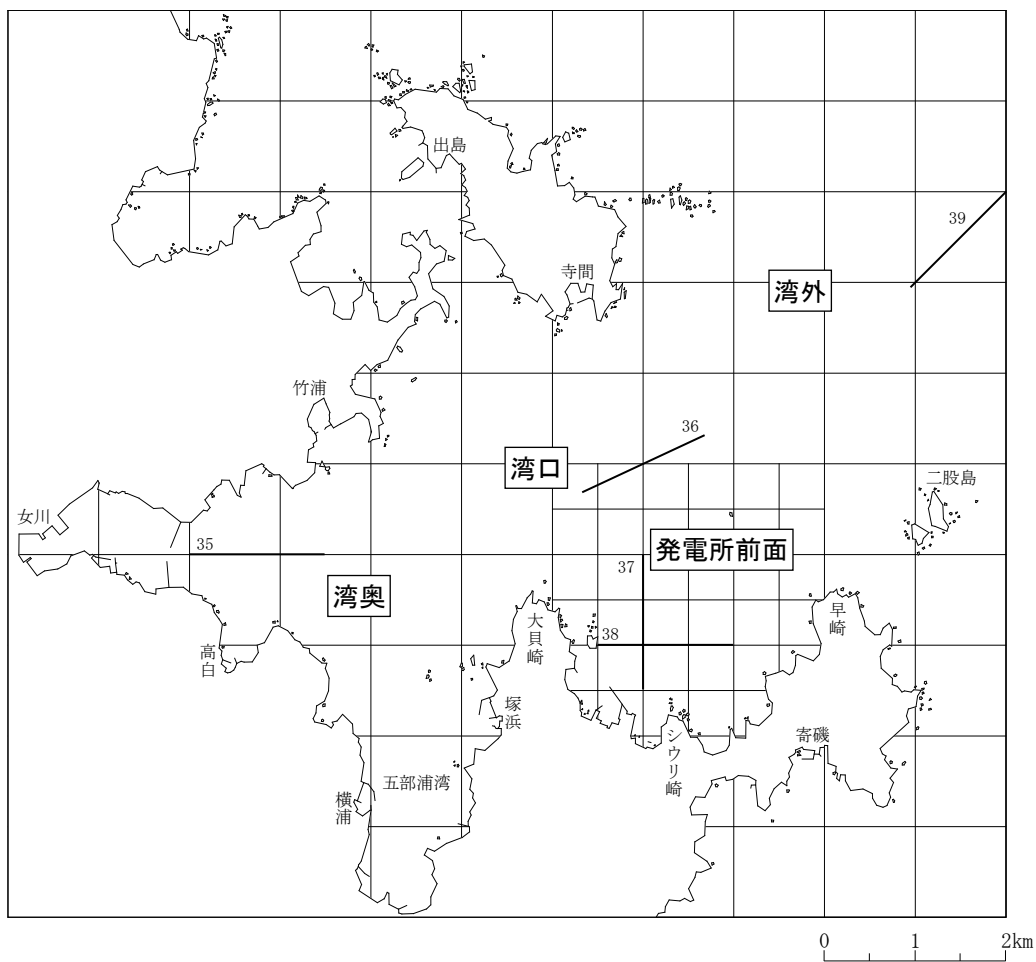 出島
39
寺間
湾外
竹浦
36
湾口
二股島
女川
35
発電所前面
37
湾奥
大貝崎
38
早崎
高白
塚浜
シウリ崎
寄磯
五部浦湾
横浦
0 1 2km